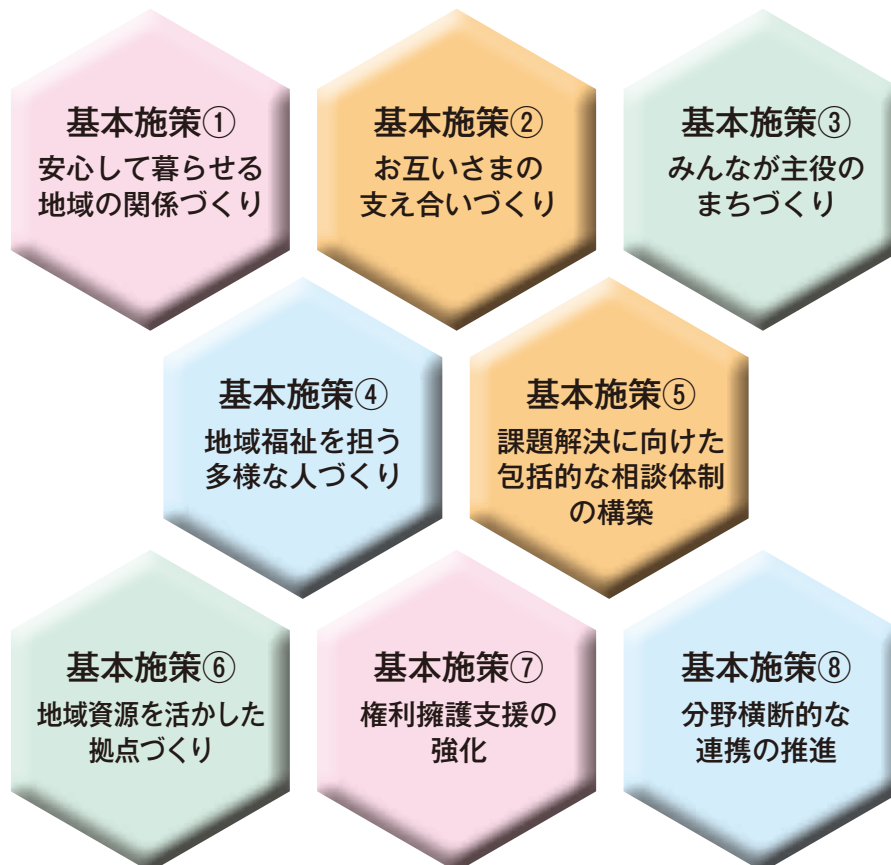 基本施策①
安心して暮らせる
地域の関係づくり
基本施策②
お互いさまの
支え合いづくり
基本施策③
みんなが主役の
まちづくり
基本施策④
地域福祉を担う
多様な人づくり
基本施策⑤
課題解決に向けた
包括的な相談体制
の構築
基本施策⑥
地域資源を活かした
拠点づくり
基本施策⑦
権利擁護支援の
強化
基本施策⑧
分野横断的な
連携の推進